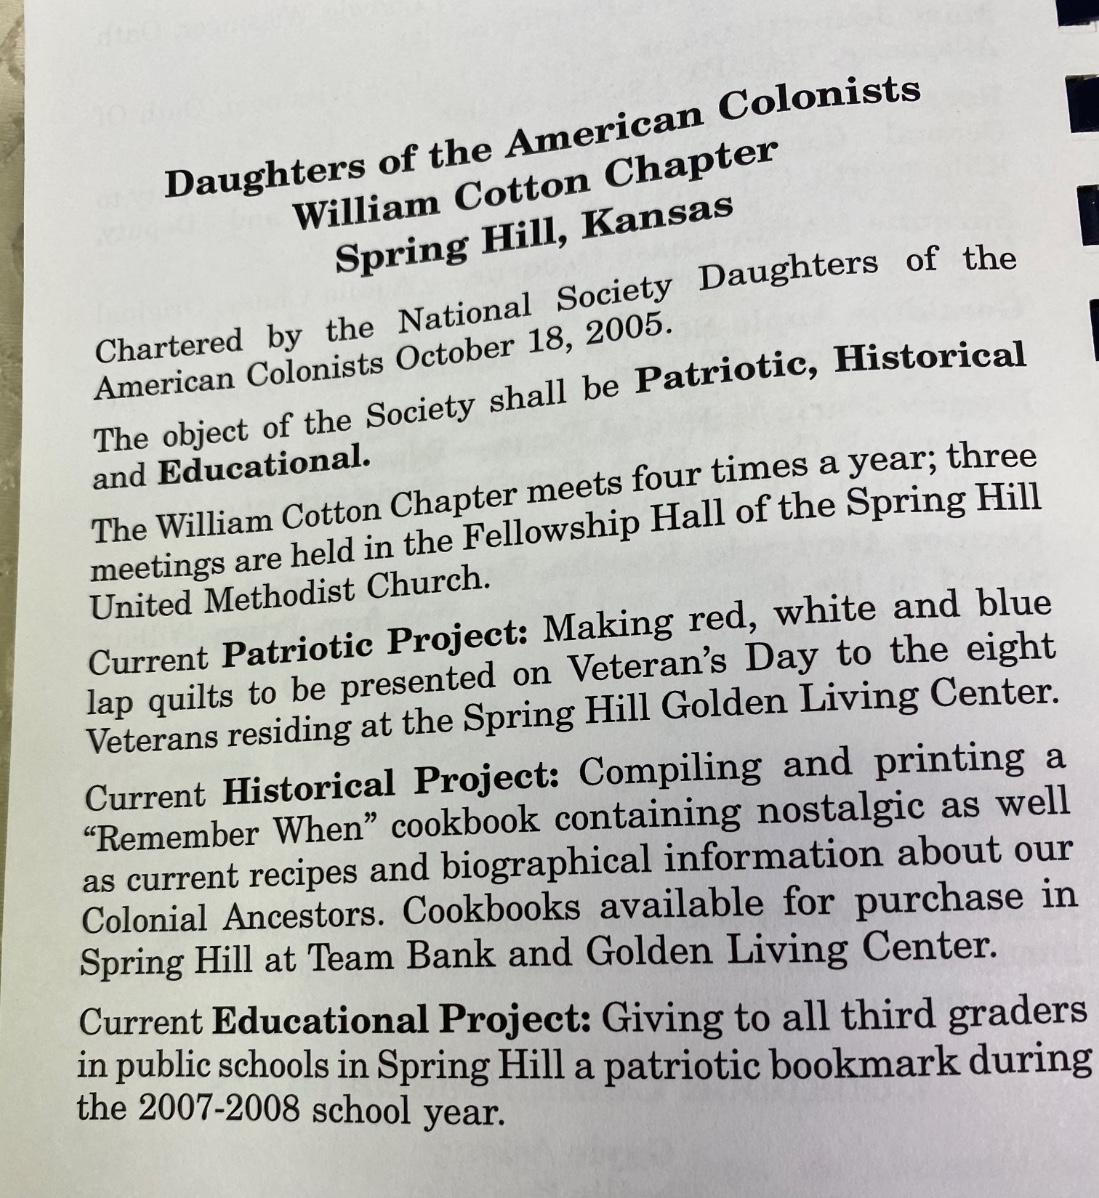 Daughters of the American Colonists
William Cotton Chapter
Spring Hill, Kansas
Chartered by the National Society Daughters of the
American Colonists October 18, 2005.
The object of the Society shall be Patriotic, Historical
and Educational.
The William Cotton Chapter meets four times a year; three
meetings are held in the Fellowship Hall of the Spring Hill
United Methodist Church.
Current Patriotic Project: Making red, white and blue
lap quilts to be presented on Veteran's Day to the eight
Veterans residing at the Spring Hill Golden Living Center.
Current Historical Project: Compiling and printing a
“Remember When” cookbook containing nostalgic as well
as current recipes and biographical information about our
Colonial Ancestors. Cookbooks available for purchase in
Spring Hill at Team Bank and Golden Living Center.
Current Educational Project: Giving to all third graders
in public schools in Spring Hill a patriotic bookmark during
the 2007-2008 school year.